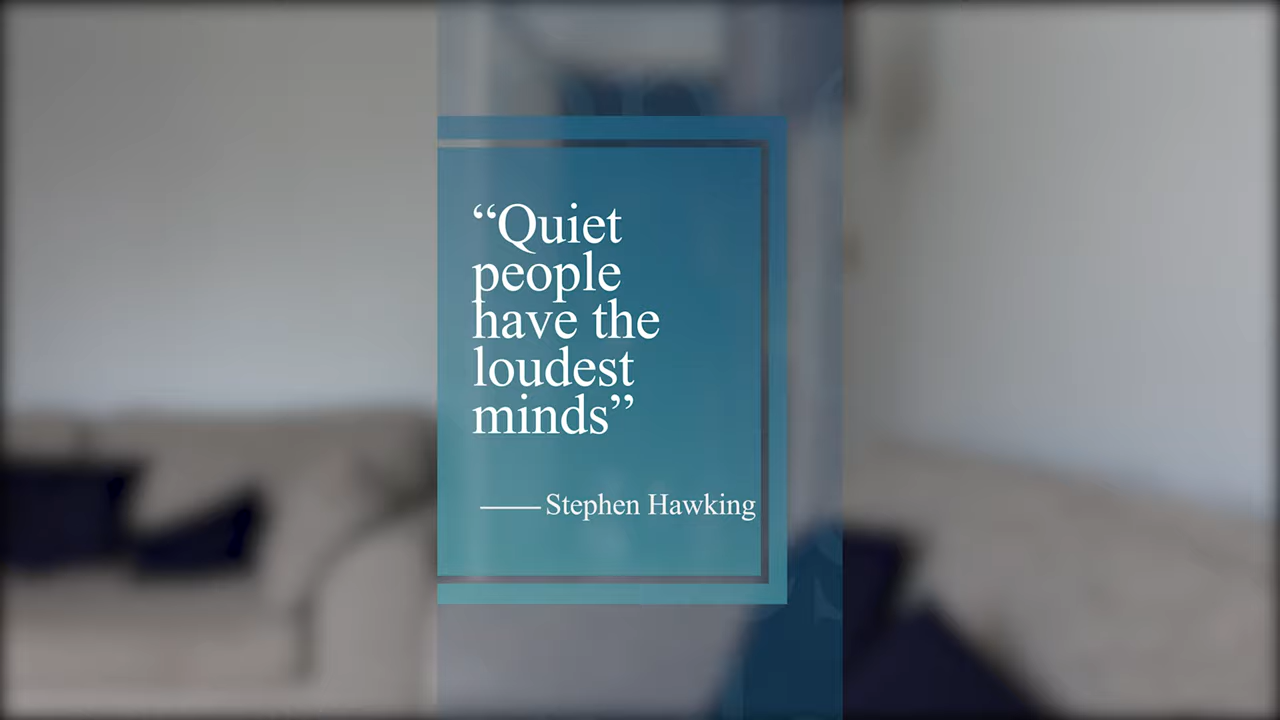 “Quiet
people
have the
loudest
minds”
——Stephen Hawking